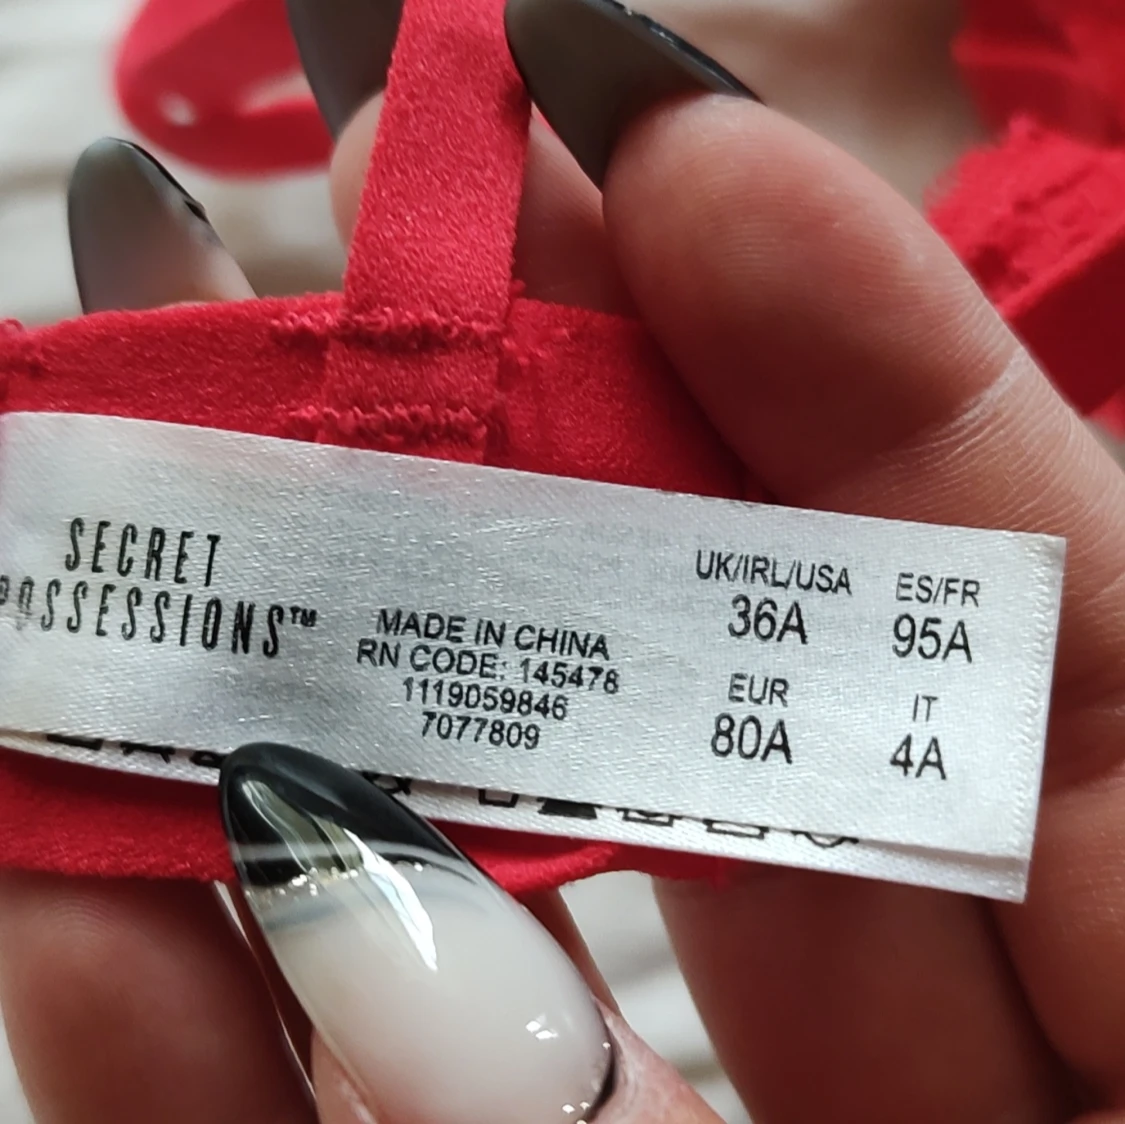 SECRET
POSSESSIONS™
MADE IN CHINA
RN CODE: 145478
1119059846
7077809
UK/IRL/USA
36A
ES/FR
95A
EUR
80A
IT
4A